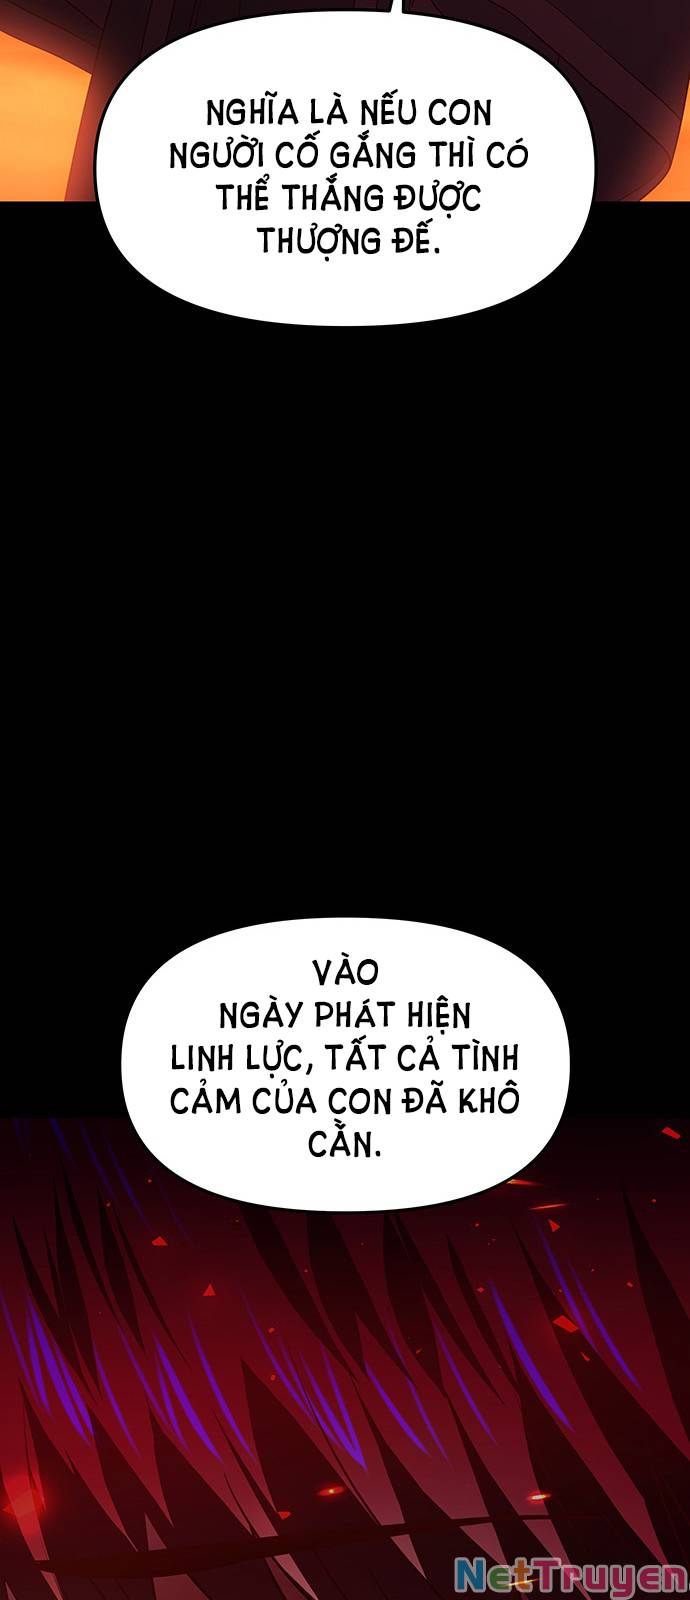 NGHĨA LÀ NẾU CON
NGƯỜI CỐ GẮNG THÌ CÓ
THỂ THẮNG ĐƯỢC
THƯỢNG ĐẾ.
VÀO
NGÀY PHÁT HIỆN
LINH LỰC, TẤT CẢ TÌNH
CẢM CỦA CON ĐÃ KHÔ
CẰN.
NETTRUYEN